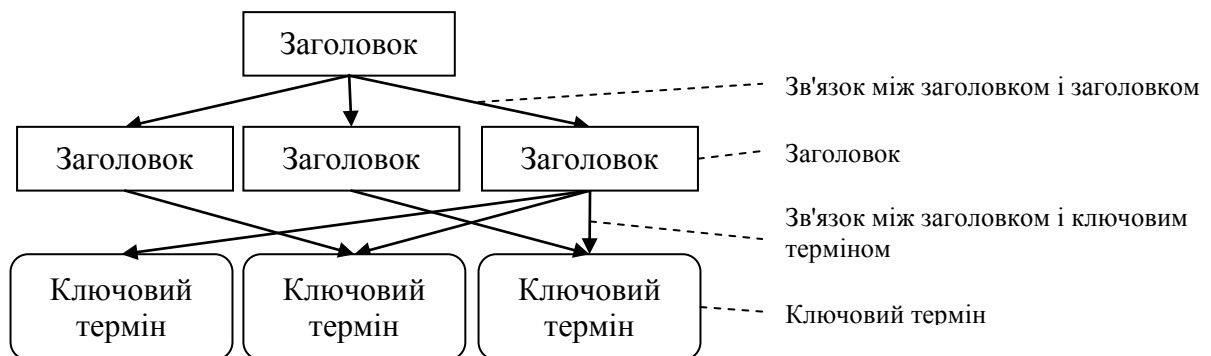 Заголовок
Зв'язок між заголовком і заголовком
Заголовок Заголовок Заголовок
Заголовок
Зв'язок між заголовком і ключовим
терміном
Ключовий Ключовий Ключовий
термін термін термін
Ключовий термін